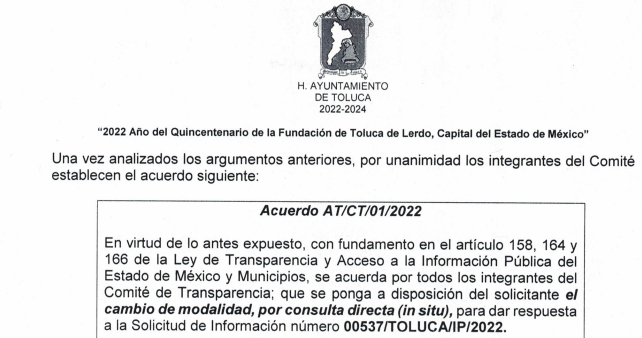 H. AYUNTAMIENTO
DE TOLUCA
2022-2024
"2022 Año del Quincentenario de la Fundación de Toluca de Lerdo, Capital del Estado de México"
Una vez analizados los argumentos anteriores, por unanimidad los integrantes del Comité
establecen el acuerdo siguiente:
Acuerdo AT/CT/01/2022
En virtud de lo antes expuesto, con fundamento en el artículo 158, 164 y
166 de la Ley de Transparencia y Acceso a la Información Pública del
Estado de México y Municipios, se acuerda por todos los integrantes del
Comité de Transparencia; que se ponga a disposición del solicitante el
cambio de modalidad, por consulta directa (in situ), para dar respuesta
a la Solicitud de Información número 00537/TOLUCA/IP/2022.